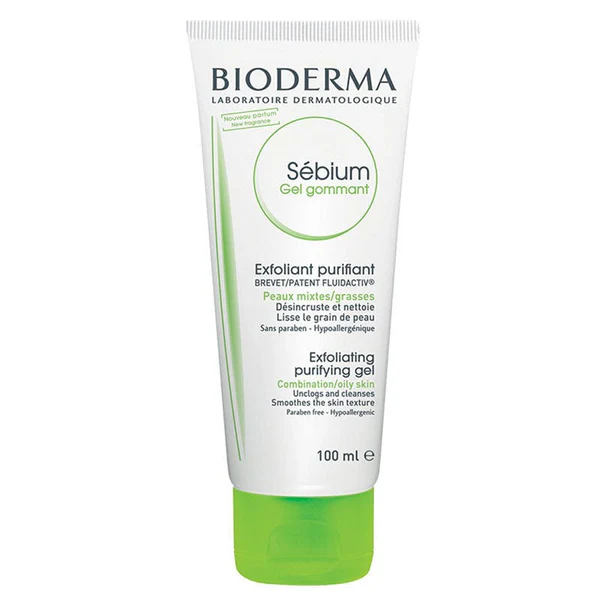 BIODERMA
LABORATOIRE DERMATOLOGIQUE
Nouveau parfum
New fragrance
Sébium
Gel gommant
Exfoliant purifiant
BREVET/PATENT FLUIDACTIV®
Peaux mixtes/grasses
Désincruste et nettoie
Lisse le grain de peau
Sans paraben - Hypoallergénique
Exfoliating
purifying gel
Combination/oily skin
Unclogs and cleanses
Smoothes the skin texture
Paraben free - Hypoallergenic
100 ml ℮